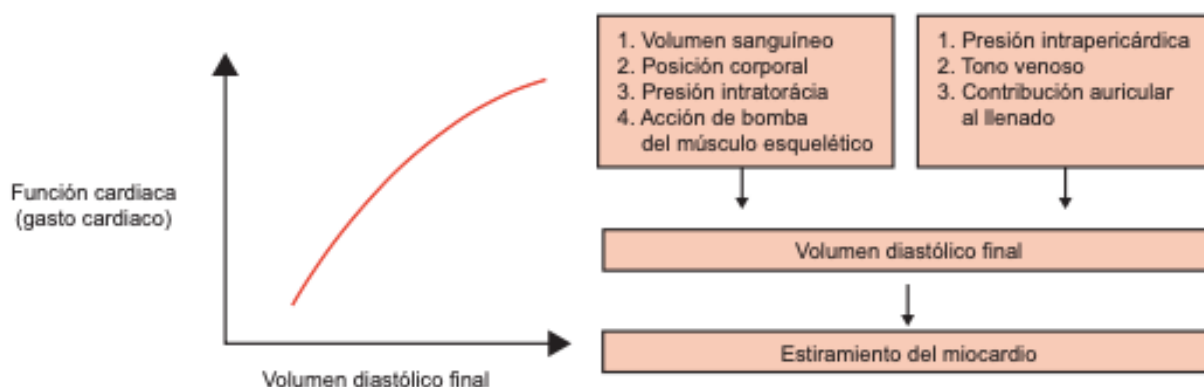 Función cardiaca
(gasto cardiaco)
Volumen diastólico final
1. Volumen sanguíneo
2. Posición corporal
3. Presión intratorácia
4. Acción de bomba
del músculo esquelético
1. Presión intrapericárdica
2. Tono venoso
3. Contribución auricular
al llenado
Volumen diastólico final
Estiramiento del miocardio